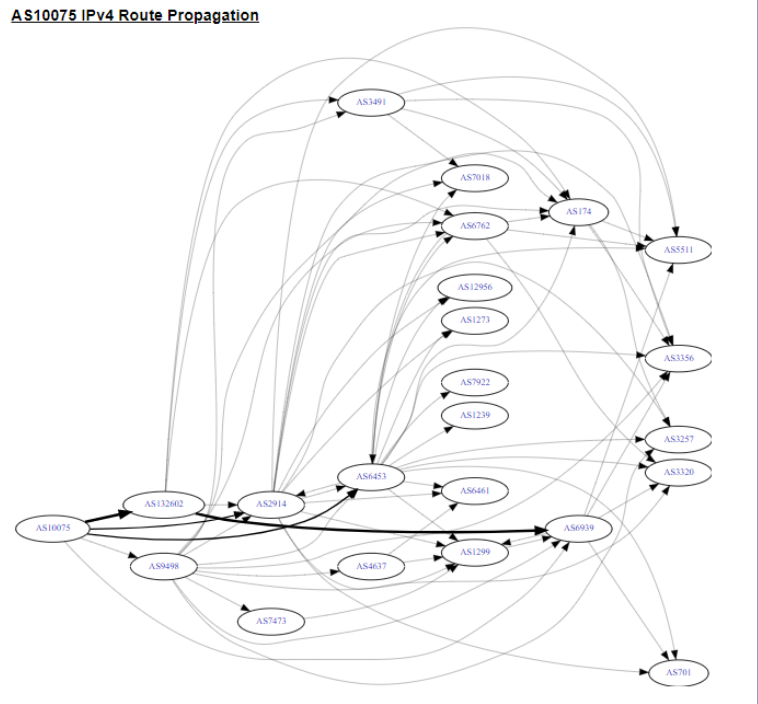 AS10075 IPv4 Route Propagation
AS3491
AS7018
AS174
AS6762
AS5511
AS12956
AS1273
AS3356
AS7922
AS1239
AS3257
AS3320
AS6453
AS6461
AS132602
AS2914
AS10075
AS6939
AS1299
AS9498
AS4637
AS7473
AS701